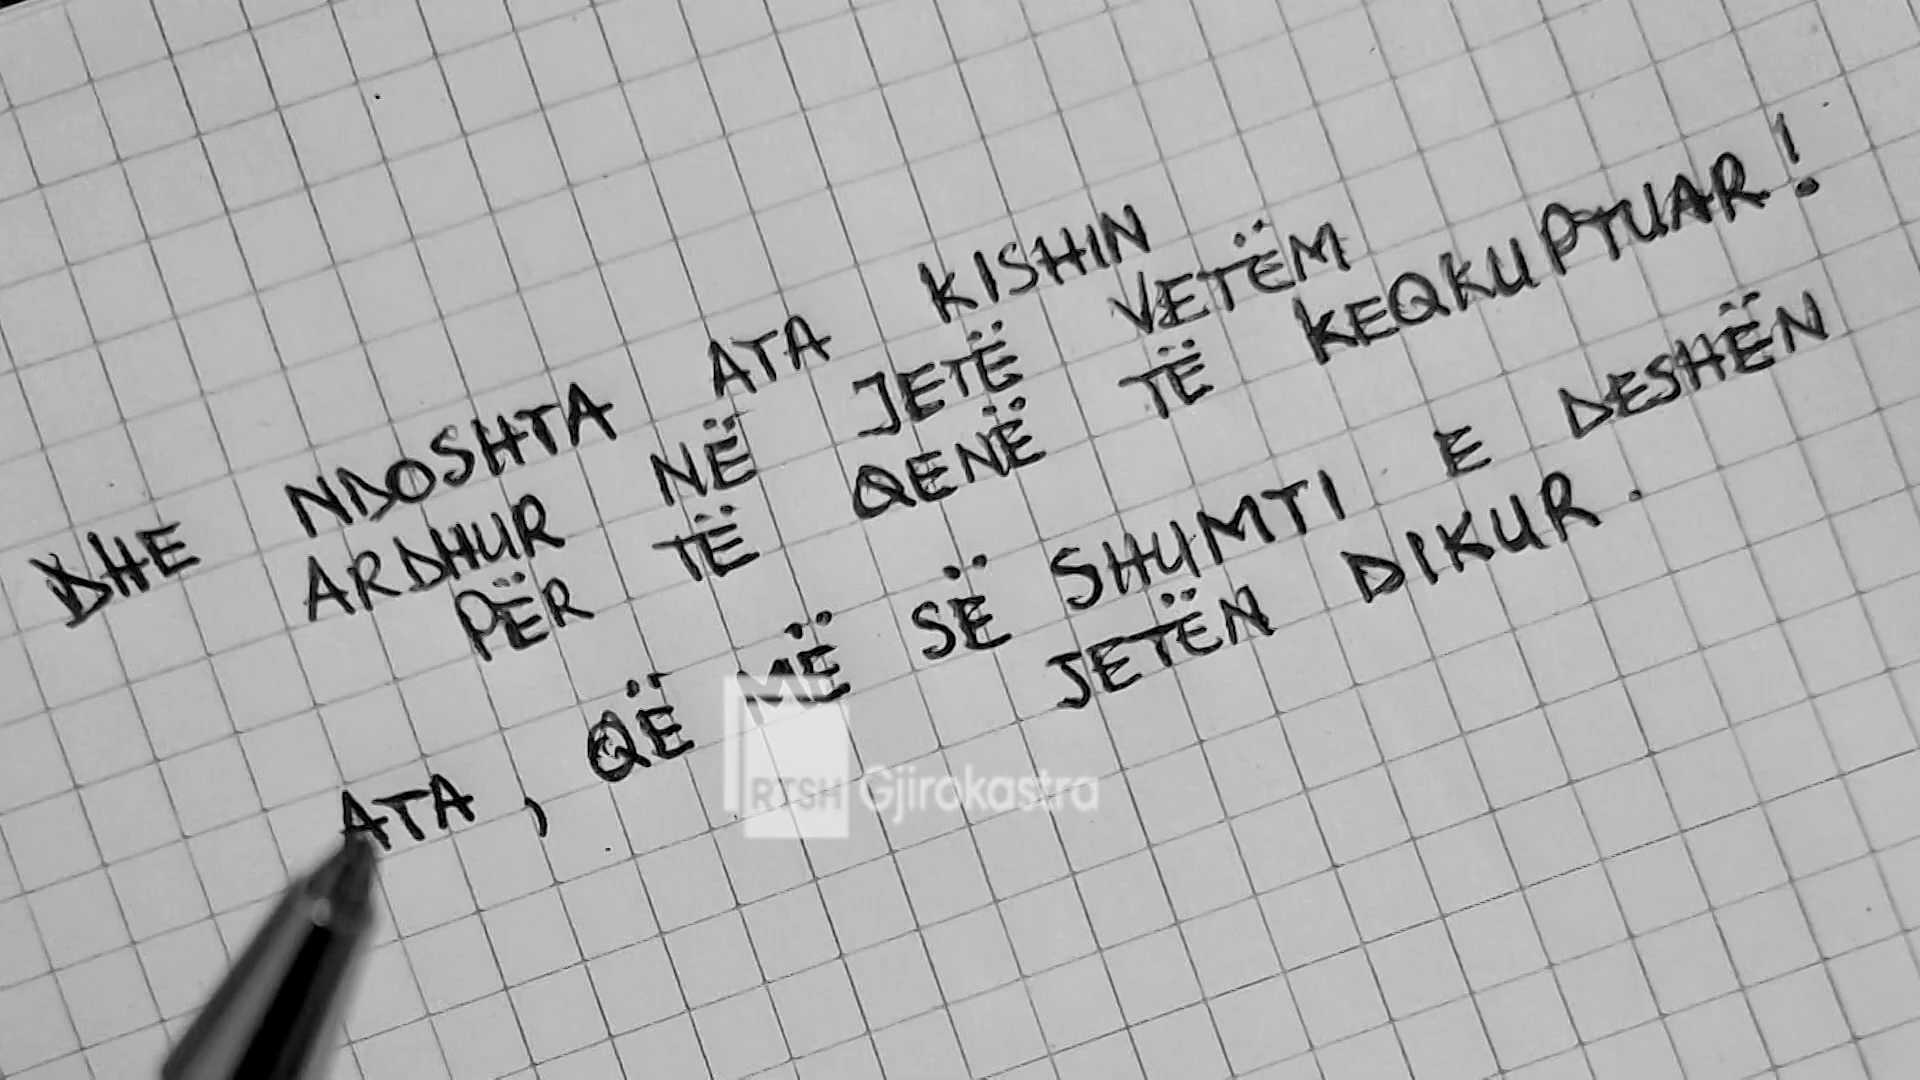 DHE NDOSHTA ATA KISHIN
ARDHUR NË JETË VETËM
PËR TË QENË TË KEQKUPTUAR!
ATA, QË MË SË SHUMTI E DESHËN
JETËN DIKUR.
RTSH Gjirokastra